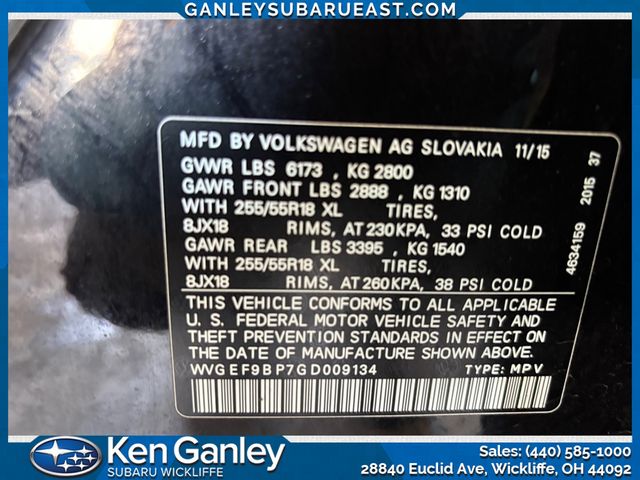 GANLEYSUBARUEAST.COM
MFD BY VOLKSWAGEN AG SLOVAKIA 11/15
GVWR LBS 6173 , KG 2800
GAWR FRONT LBS 2888 , KG 1310
WITH 255/55R18 XL TIRES,
8JX18 RIMS, AT 230KPA, 33 PSI COLD
GAWR REAR LBS 3395 , KG 1540
WITH 255/55R18 XL TIRES,
8JX18 RIMS, AT 260KPA, 38 PSI COLD
THIS VEHICLE CONFORMS TO ALL APPLICABLE
U. S. FEDERAL MOTOR VEHICLE SAFETY AND
THEFT PREVENTION STANDARDS IN EFFECT ON
THE DATE OF MANUFACTURE SHOWN ABOVE.
WVGEF9BP7GD009134 TYPE: MPV
4634159 2015 37
Ken Ganley
SUBARU WICKLIFFE
Sales: (440) 585-1000
28840 Euclid Ave, Wickliffe, OH 44092